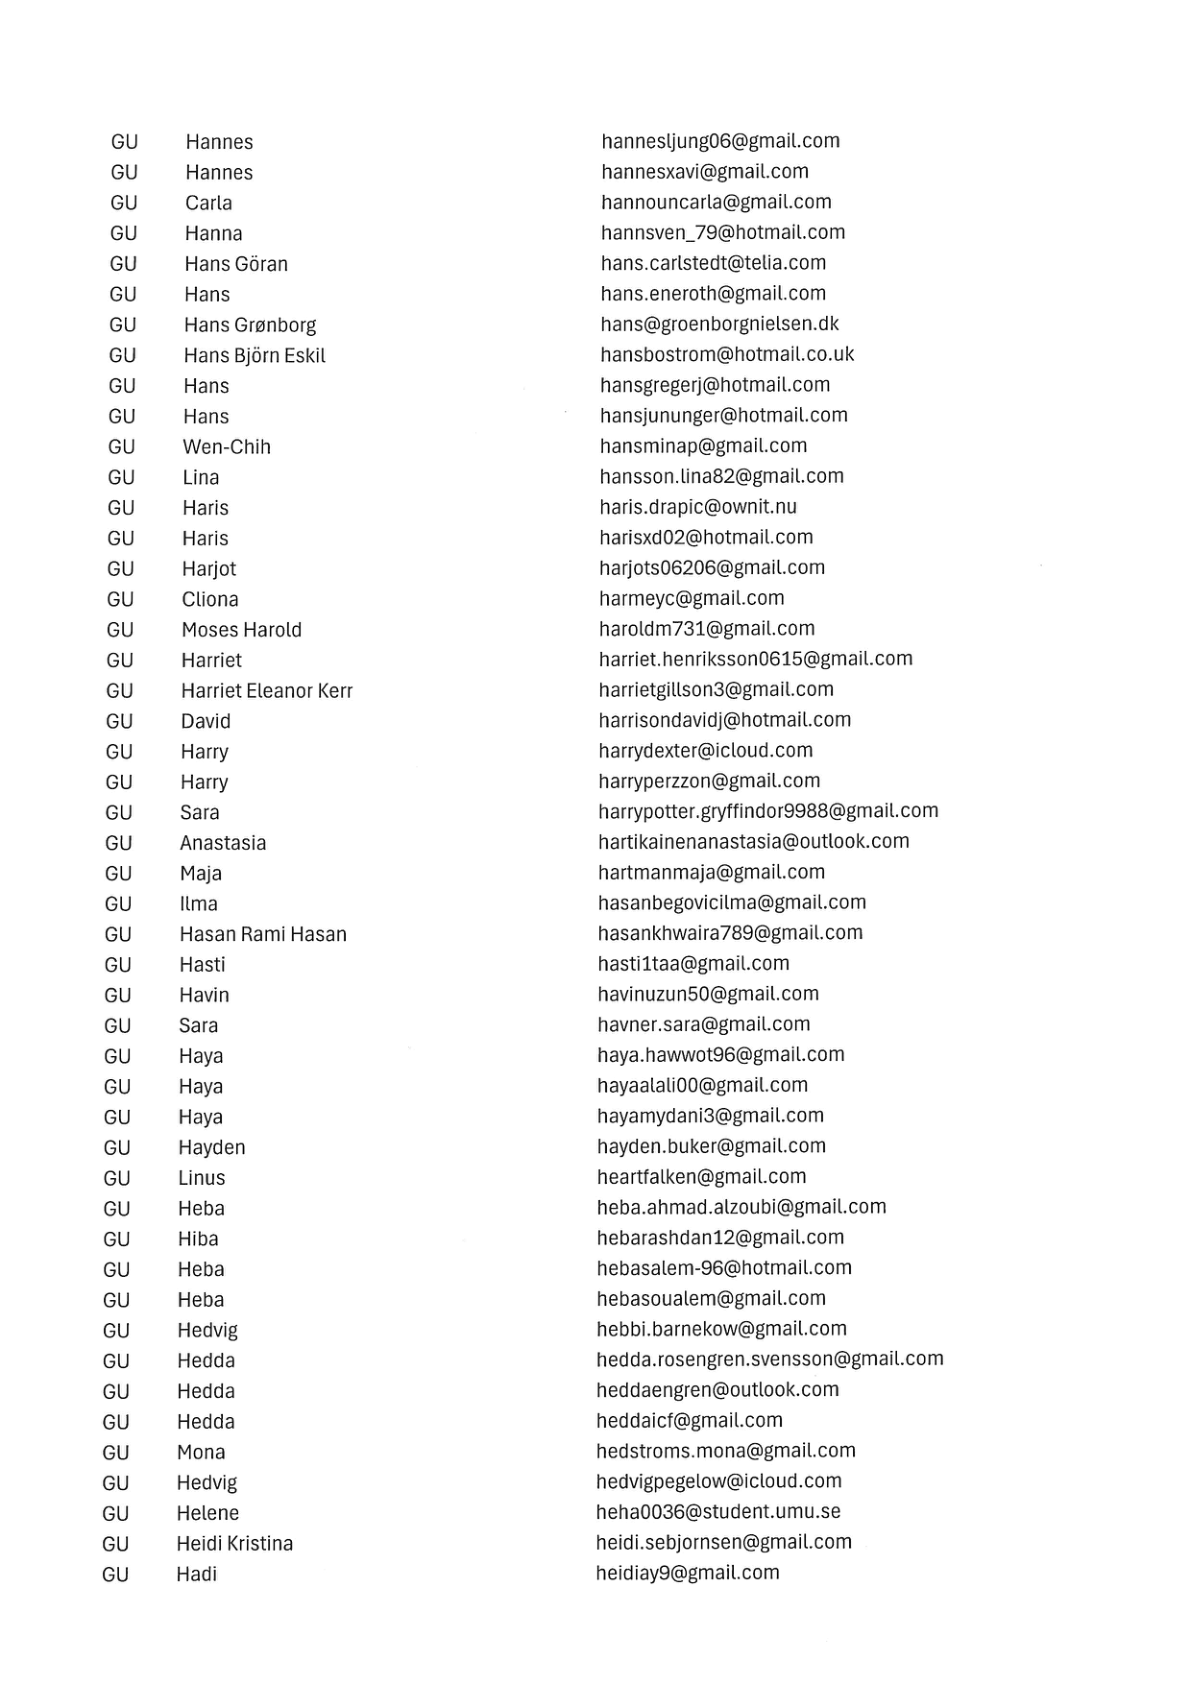 GU Hannes hannesljung06@gmail.com
GU Hannes hannesxavi@gmail.com
GU Carla hannouncarla@gmail.com
GU Hanna hannsven_79@hotmail.com
GU Hans Göran hans.carlstedt@telia.com
GU Hans hans.eneroth@gmail.com
GU Hans Grønborg hans@groenborgnielsen.dk
GU Hans Björn Eskil hansbostrom@hotmail.co.uk
GU Hans hansgregerj@hotmail.com
GU Hans hansjununger@hotmail.com
GU Wen-Chih hansminap@gmail.com
GU Lina hansson.lina82@gmail.com
GU Haris haris.drapic@ownit.nu
GU Haris harisxd02@hotmail.com
GU Harjot harjots06206@gmail.com
GU Cliona harmeyc@gmail.com
GU Moses Harold haroldm731@gmail.com
GU Harriet harriet.henriksson0615@gmail.com
GU Harriet Eleanor Kerr harrietgillson3@gmail.com
GU David harrisondavidj@hotmail.com
GU Harry harrydexter@icloud.com
GU Harry harryperzzon@gmail.com
GU Sara harrypotter.gryffindor9988@gmail.com
GU Anastasia hartikainenanastasia@outlook.com
GU Maja hartmanmaja@gmail.com
GU Ilma hasanbegovicilma@gmail.com
GU Hasan Rami Hasan hasankhwaira789@gmail.com
GU Hasti hasti1taa@gmail.com
GU Havin havinuzun50@gmail.com
GU Sara havner.sara@gmail.com
GU Haya haya.hawwot96@gmail.com
GU Haya hayaalali00@gmail.com
GU Haya hayamydani3@gmail.com
GU Hayden hayden.buker@gmail.com
GU Linus heartfalken@gmail.com
GU Heba heba.ahmad.alzoubi@gmail.com
GU Hiba hebarashdan12@gmail.com
GU Heba hebasalem-96@hotmail.com
GU Heba hebasoualem@gmail.com
GU Hedvig hebbi.barnekow@gmail.com
GU Hedda hedda.rosengren.svensson@gmail.com
GU Hedda heddaengren@outlook.com
GU Hedda heddaicf@gmail.com
GU Mona hedstroms.mona@gmail.com
GU Hedvig hedvigpegelow@icloud.com
GU Helene heha0036@student.umu.se
GU Heidi Kristina heidi.sebjornsen@gmail.com
GU Hadi heidiay9@gmail.com